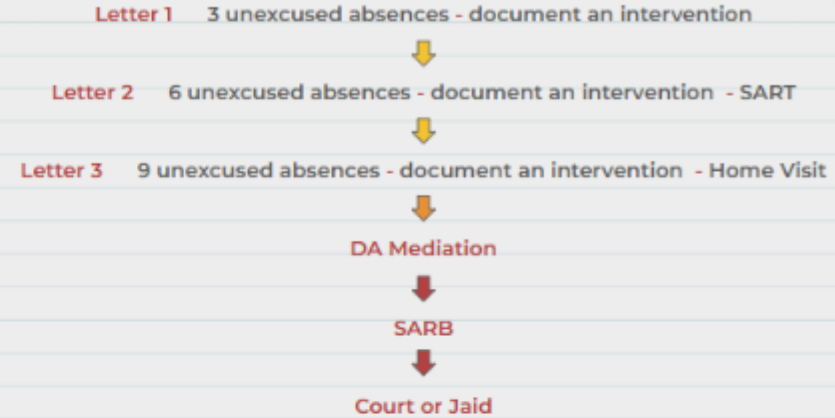 Letter 1 3 unexcused absences - document an intervention
Letter 2 6 unexcused absences - document an intervention - SART
Letter 3 9 unexcused absences - document an intervention - Home Visit
DA Mediation
SARB
Court or Jaid